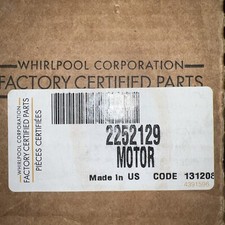 WHIRLPOOL CORPORATION
FACTORY CERTIFIED PARTS
PIÈCES CERTIFIÉES
FACTORY CERTIFIED PARTS
WHIRLPOOL CORPORATION
2252129
MOTOR
Made in US CODE 131208